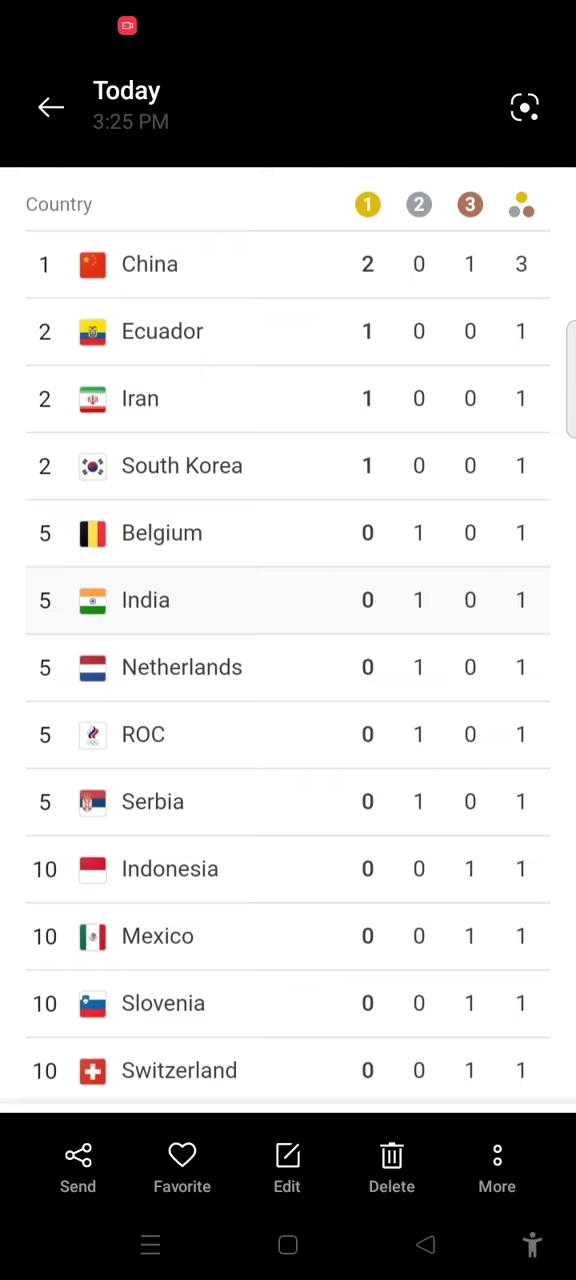 Today
3:25 PM
Country 1 2 3
1 China 2 0 1 3
2 Ecuador 1 0 0 1
2 Iran 1 0 0 1
2 South Korea 1 0 0 1
5 Belgium 0 1 0 1
5 India 0 1 0 1
5 Netherlands 0 1 0 1
5 ROC 0 1 0 1
5 Serbia 0 1 0 1
10 Indonesia 0 0 1 1
10 Mexico 0 0 1 1
10 Slovenia 0 0 1 1
10 Switzerland 0 0 1 1
Send Favorite Edit Delete More